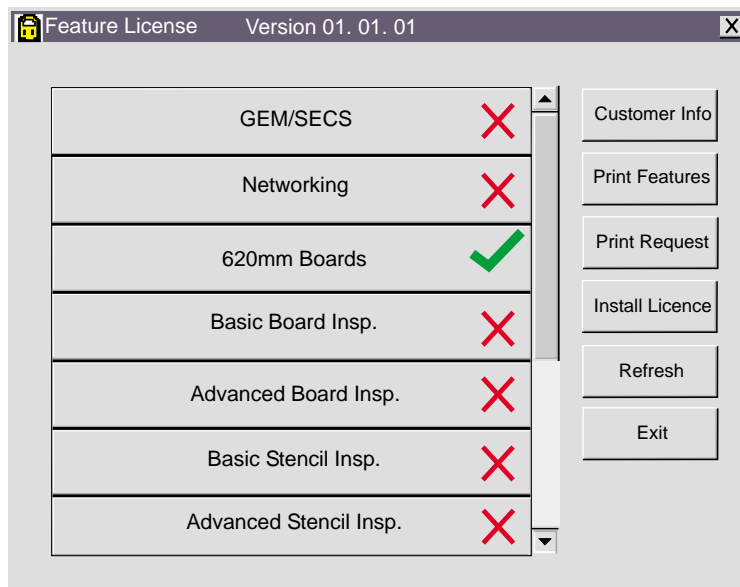 Feature License Version 01. 01. 01
X
GEM/SECS
Networking
620mm Boards
Basic Board Insp.
Advanced Board Insp.
Basic Stencil Insp.
Advanced Stencil Insp.
Customer Info
Print Features
Print Request
Install Licence
Refresh
Exit